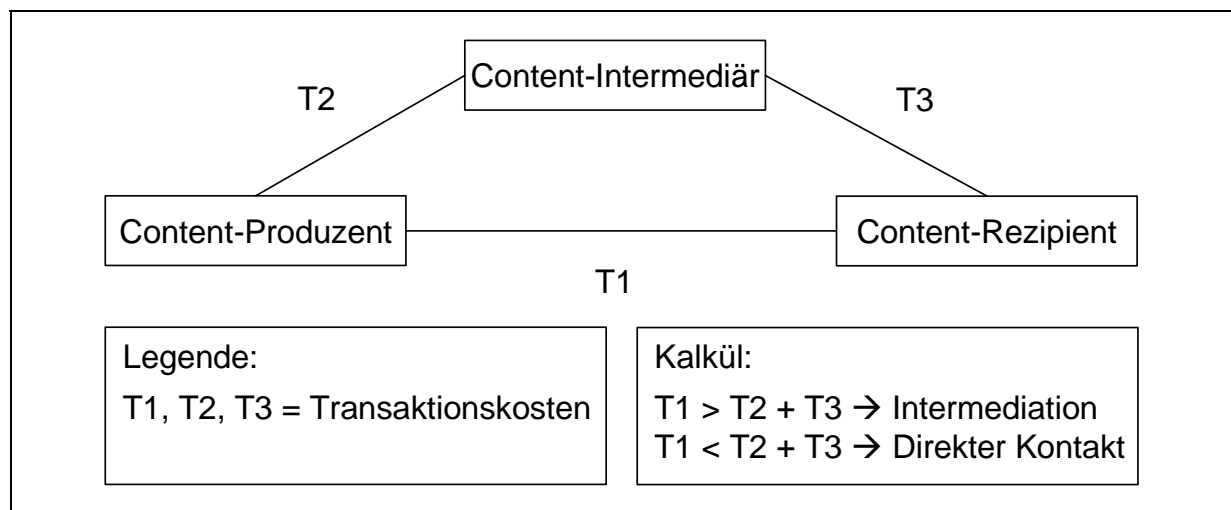 Content-Intermediär
T2
T3
Content-Produzent
Content-Rezipient
T1
Legende:
T1, T2, T3 = Transaktionskosten
Kalkül:
T1 > T2 + T3 → Intermediation
T1 < T2 + T3 → Direkter Kontakt